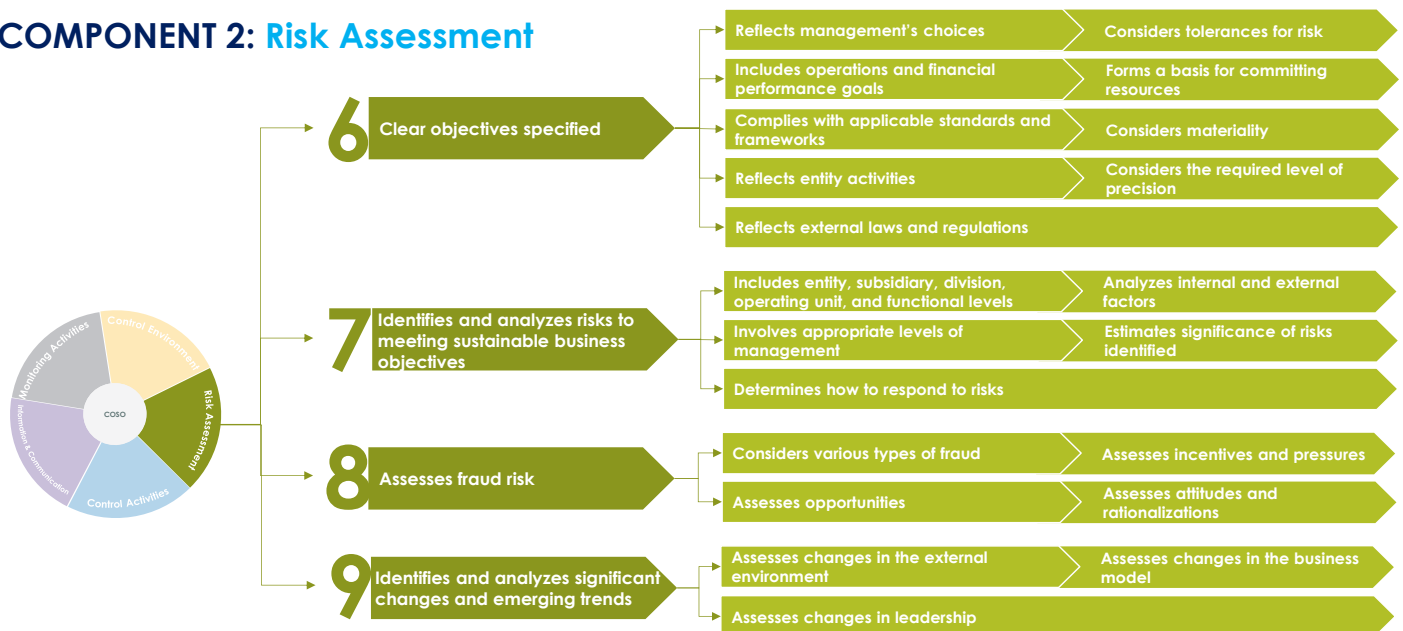 COMPONENT 2: Risk Assessment
Reflects management's choices
Considers tolerances for risk
Includes operations and financial
performance goals
Forms a basis for committing
resources
6
Clear objectives specified
Complies with applicable standards and
frameworks
Considers materiality
Reflects entity activities
Considers the required level of
precision
Reflects external laws and regulations
7
Identifies and analyzes risks to
meeting sustainable business
objectives
Includes entity, subsidiary, division,
operating unit, and functional levels
Analyzes internal and external
factors
Involves appropriate levels of
management
Estimates significance of risks
identified
Determines how to respond to risks
Monitoring Activities
Control Environment
Risk Assessment
Control Activities
Information & Communication
COSO
8
Assesses fraud risk
Considers various types of fraud
Assesses incentives and pressures
Assesses opportunities
Assesses attitudes and
rationalizations
9
Identifies and analyzes significant
changes and emerging trends
Assesses changes in the external
environment
Assesses changes in the business
model
Assesses changes in leadership